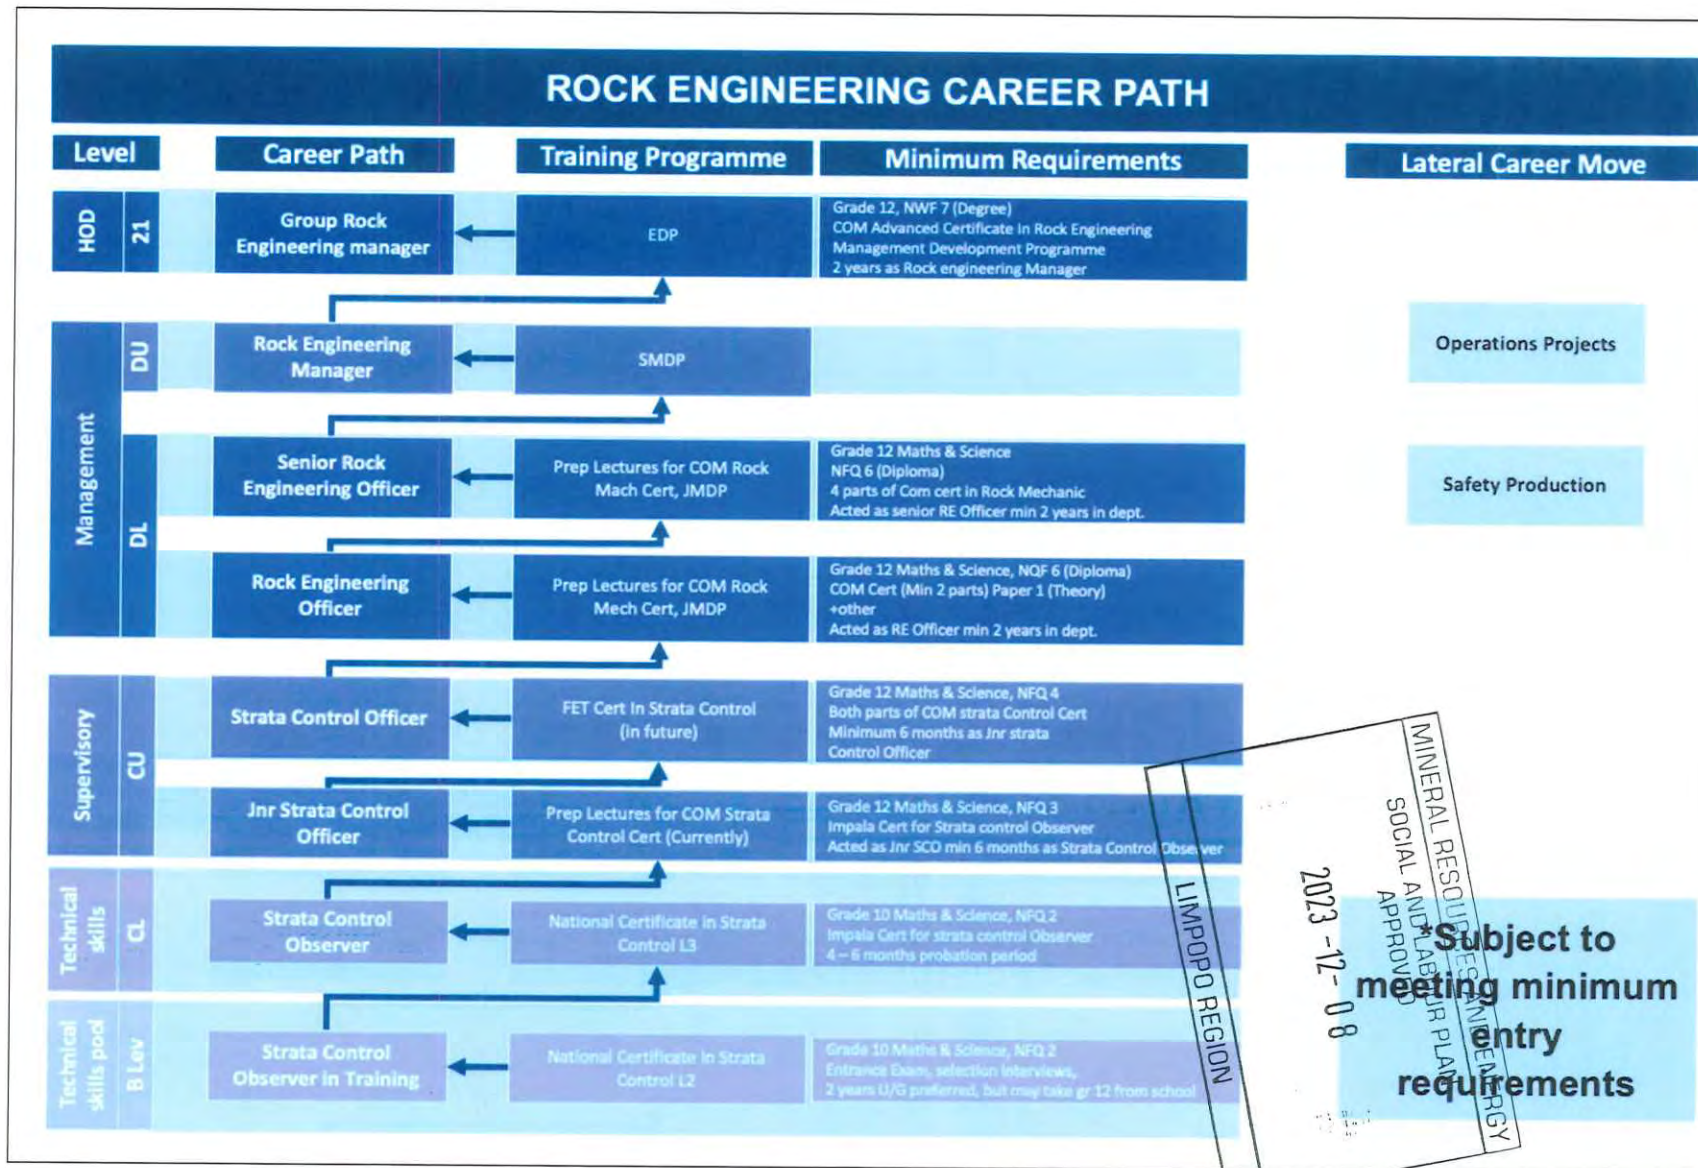 ROCK ENGINEERING CAREER PATH
Level
Career Path
Training Programme
Minimum Requirements
Lateral Career Move
HOD
21
Group Rock
Engineering manager
EDP
Grade 12, NWF 7 (Degree)
COM Advanced Certificate In Rock Engineering
Management Development Programme
2 years as Rock engineering Manager
Management
DU
Rock Engineering
Manager
SMDP
Operations Projects
DL
Senior Rock
Engineering Officer
Prep Lectures for COM Rock
Mach Cert, JMDP
Grade 12 Maths & Science
NFQ 6 (Diploma)
4 parts of Com cert in Rock Mechanic
Acted as senior RE Officer min 2 years in dept.
Safety Production
Rock Engineering
Officer
Prep Lectures for COM Rock
Mech Cert, JMDP
Grade 12 Maths & Science, NQF 6 (Diploma)
COM Cert (Min 2 parts) Paper 1 (Theory)
+other
Acted as RE Officer min 2 years in dept.
Supervisory
CU
Strata Control Officer
FET Cert In Strata Control
(in future)
Grade 12 Maths & Science, NFQ 4
Both parts of COM strata Control Cert
Minimum 6 months as Jnr strata
Control Officer
Jnr Strata Control
Officer
Prep Lectures for COM Strata
Control Cert (Currently)
Grade 12 Maths & Science, NFQ 3
Impala Cert for Strata control Observer
Acted as Jnr SCO min 6 months as Strata Control Observer
Technical
skills
CL
Strata Control
Observer
National Certificate in Strata
Control L3
Grade 10 Maths & Science, NFQ 2
Impala Cert for strata control Observer
4 – 6 months probation period
Technical
skills pool
B Lev
Strata Control
Observer in Training
National Certificate in Strata
Control L2
Grade 10 Maths & Science, NFQ 2
Entrance Exam, selection interviews,
2 years U/G preferred, but may take gr 12 from school
*Subject to
meeting minimum
entry
requirements
MINERAL RESOURCES AND ENERGY
SOCIAL AND LABOUR PLAN
APPROVED
2023 -12- 08
LIMPOPO REGION